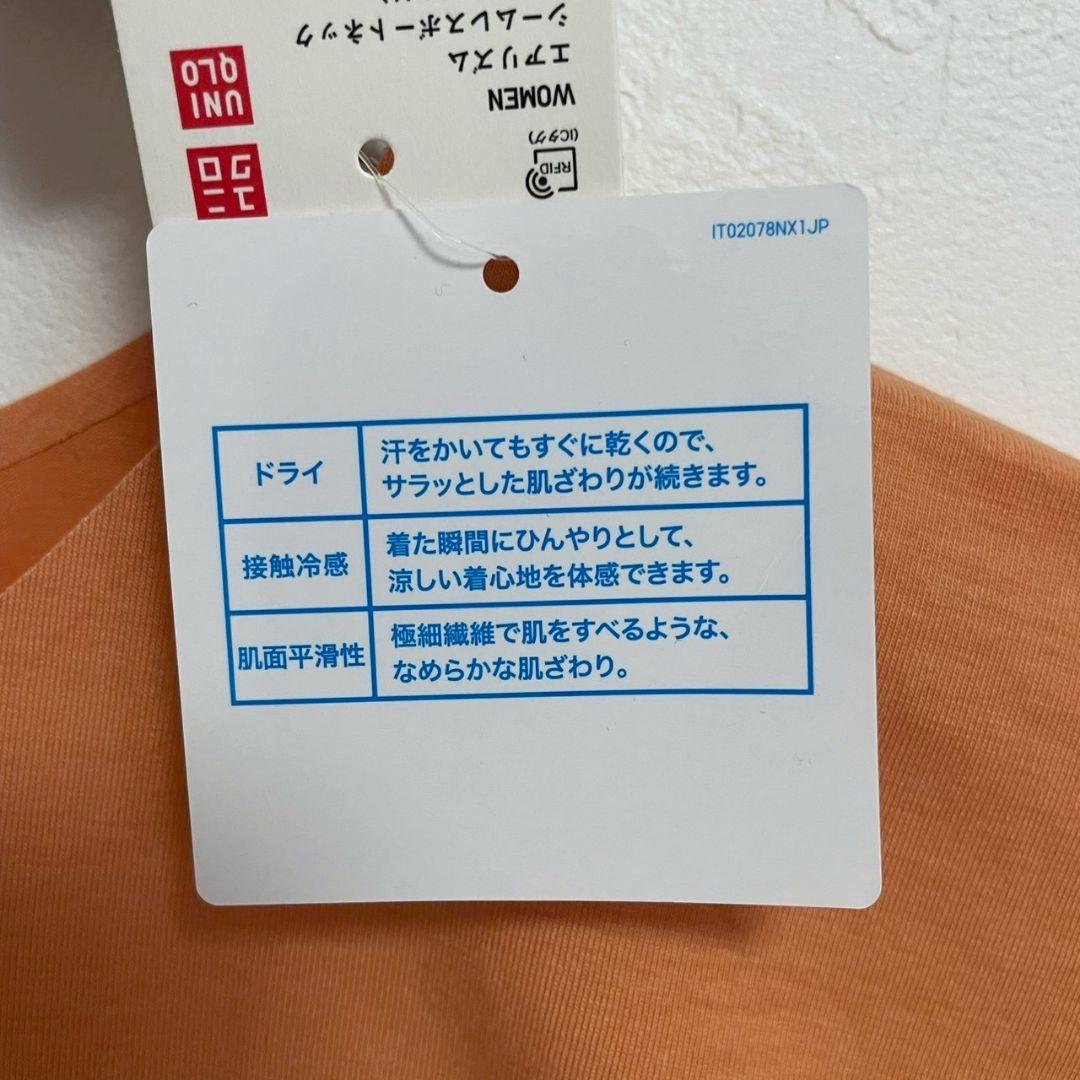 シームレスボートネック
エアリズム
WOMEN
UNI
QLO
ユニ
クロ
RFID
(ICタグ)
IT02078NX1JP
ドライ
汗をかいてもすぐに乾くので、
サラッとした肌ざわりが続きます。
接触冷感
着た瞬間にひんやりとして、
涼しい着心地を体感できます。
肌面平滑性
極細繊維で肌をすべるような、
なめらかな肌ざわり。